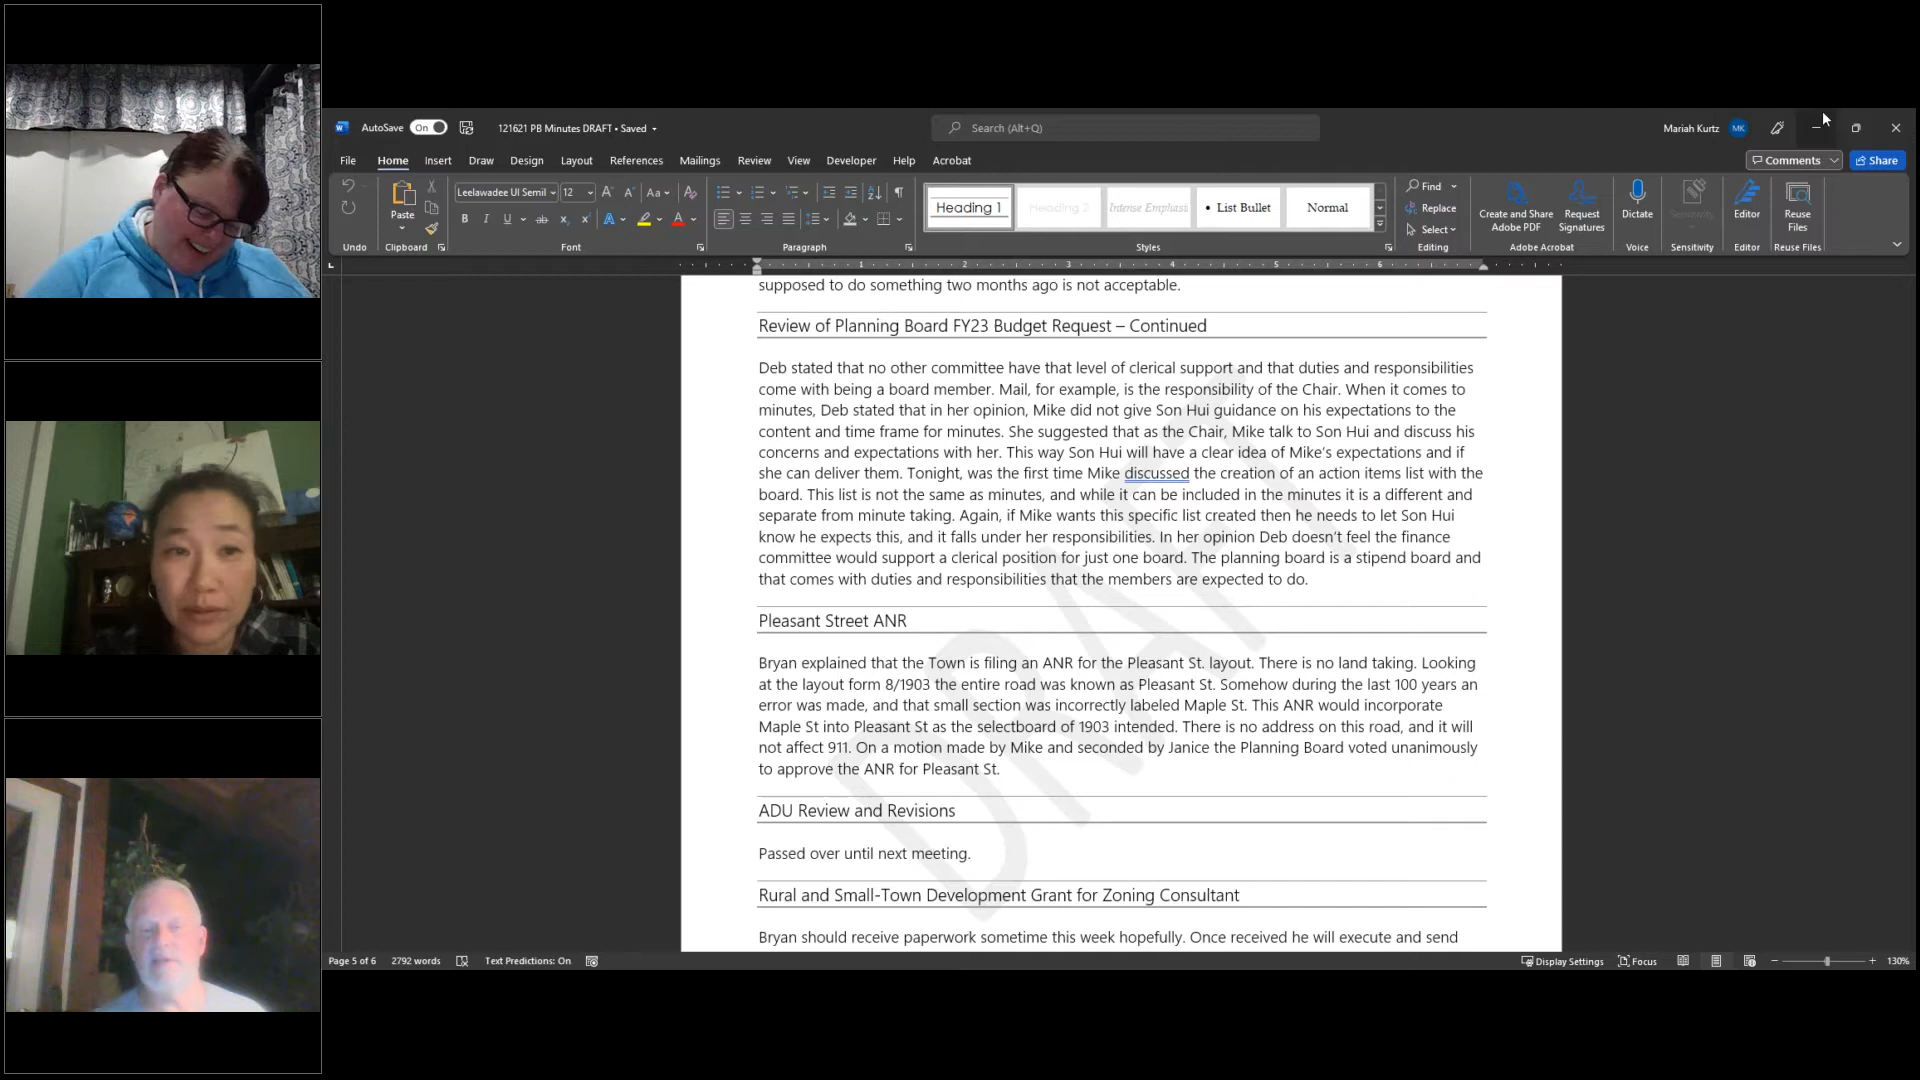 AutoSave On 121621 PB Minutes DRAFT • Saved Search (Alt+Q) Mariah Kurtz MK
File Home Insert Draw Design Layout References Mailings Review View Developer Help Acrobat Comments Share
Leelawadee UI Semil 12 Aa
Paste
B I U ab x₂ x² A A
Heading 1 Heading 2 Intense Emphasis • List Bullet Normal
Find
Replace
Select
Create and Share Adobe PDF
Request Signatures
Dictate
Sensitivity
Editor
Reuse Files
Undo Clipboard Font Paragraph Styles Editing Adobe Acrobat Voice Sensitivity Editor Reuse Files
1 2 3 4 5 6
supposed to do something two months ago is not acceptable.
Review of Planning Board FY23 Budget Request – Continued
Deb stated that no other committee have that level of clerical support and that duties and responsibilities
come with being a board member. Mail, for example, is the responsibility of the Chair. When it comes to
minutes, Deb stated that in her opinion, Mike did not give Son Hui guidance on his expectations to the
content and time frame for minutes. She suggested that as the Chair, Mike talk to Son Hui and discuss his
concerns and expectations with her. This way Son Hui will have a clear idea of Mike's expectations and if
she can deliver them. Tonight, was the first time Mike discussed the creation of an action items list with the
board. This list is not the same as minutes, and while it can be included in the minutes it is a different and
separate from minute taking. Again, if Mike wants this specific list created then he needs to let Son Hui
know he expects this, and it falls under her responsibilities. In her opinion Deb doesn't feel the finance
committee would support a clerical position for just one board. The planning board is a stipend board and
that comes with duties and responsibilities that the members are expected to do.
Pleasant Street ANR
Bryan explained that the Town is filing an ANR for the Pleasant St. layout. There is no land taking. Looking
at the layout form 8/1903 the entire road was known as Pleasant St. Somehow during the last 100 years an
error was made, and that small section was incorrectly labeled Maple St. This ANR would incorporate
Maple St into Pleasant St as the selectboard of 1903 intended. There is no address on this road, and it will
not affect 911. On a motion made by Mike and seconded by Janice the Planning Board voted unanimously
to approve the ANR for Pleasant St.
ADU Review and Revisions
Passed over until next meeting.
Rural and Small-Town Development Grant for Zoning Consultant
Bryan should receive paperwork sometime this week hopefully. Once received he will execute and send
DRAFT
Page 5 of 6 2792 words Text Predictions: On Display Settings Focus 130%